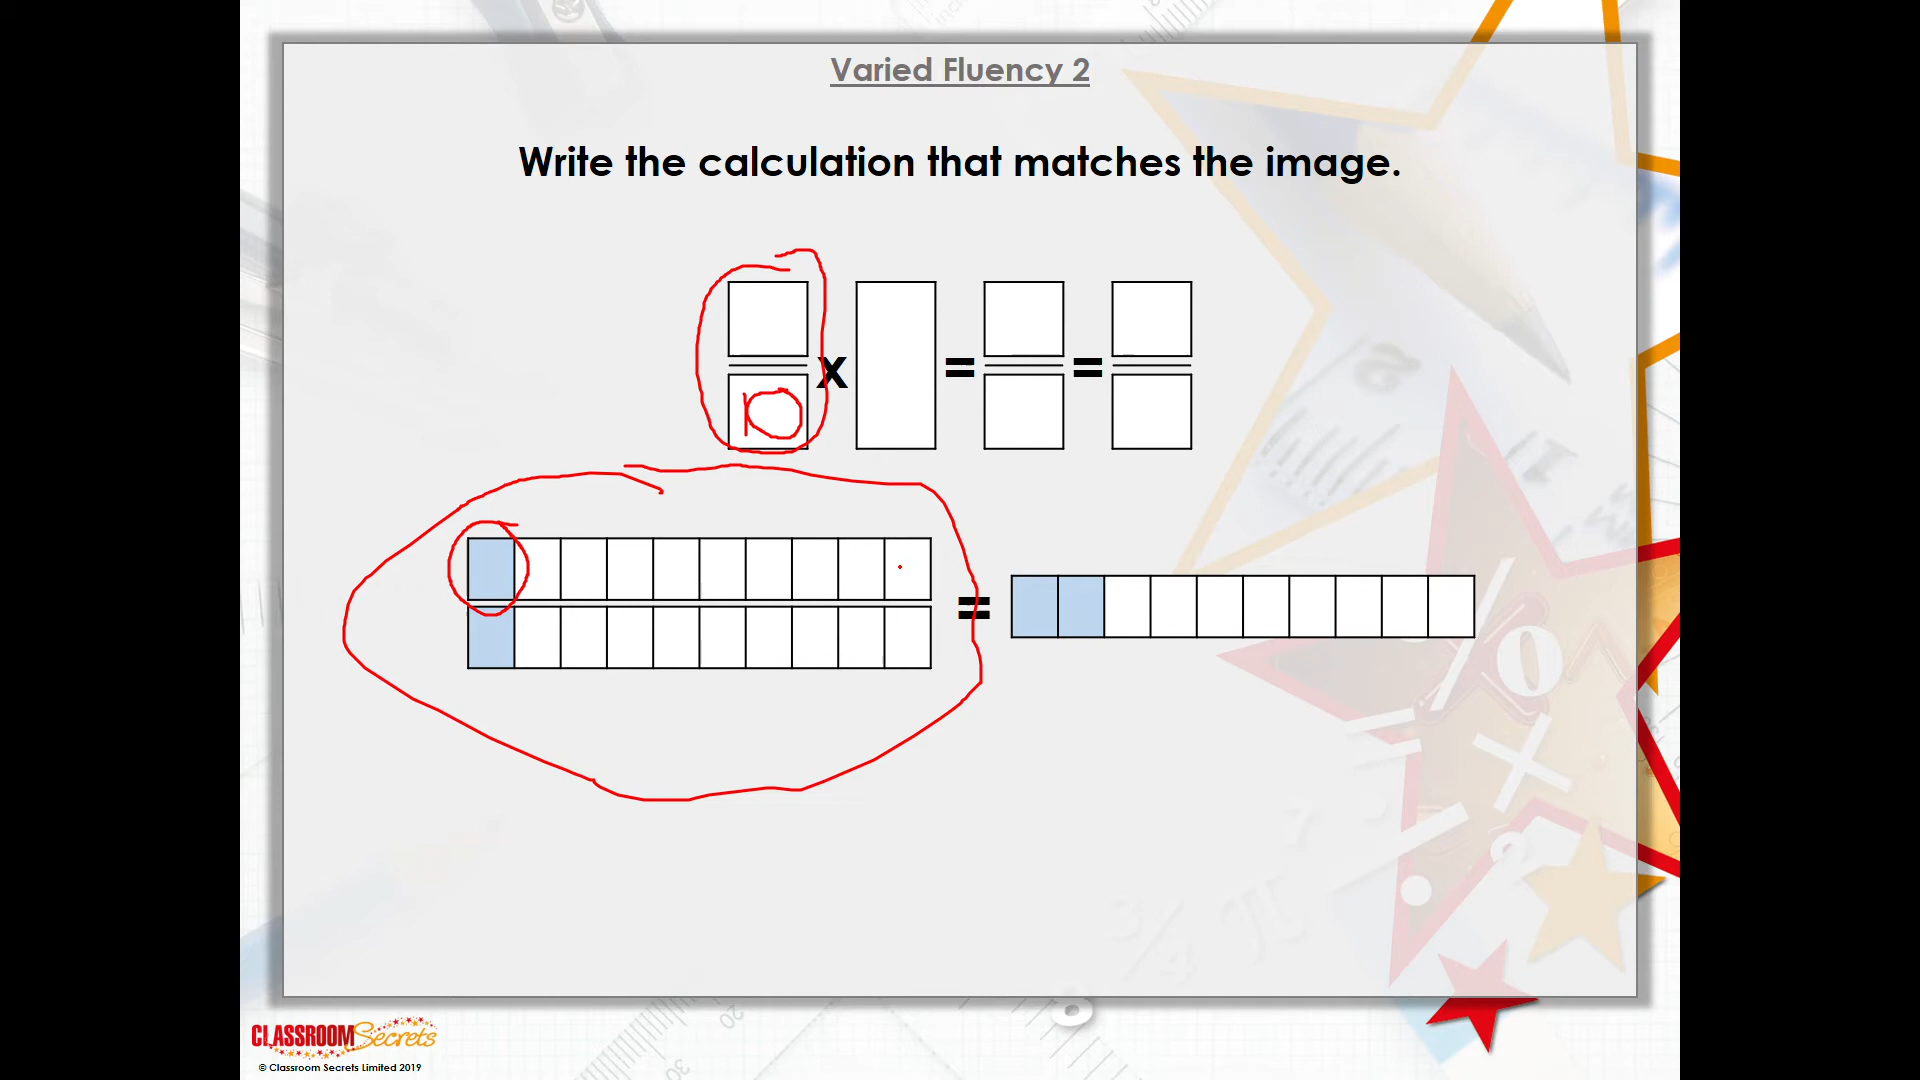 Varied Fluency 2
Write the calculation that matches the image.
x = =
10
=
CLASSROOM Secrets
© Classroom Secrets Limited 2019